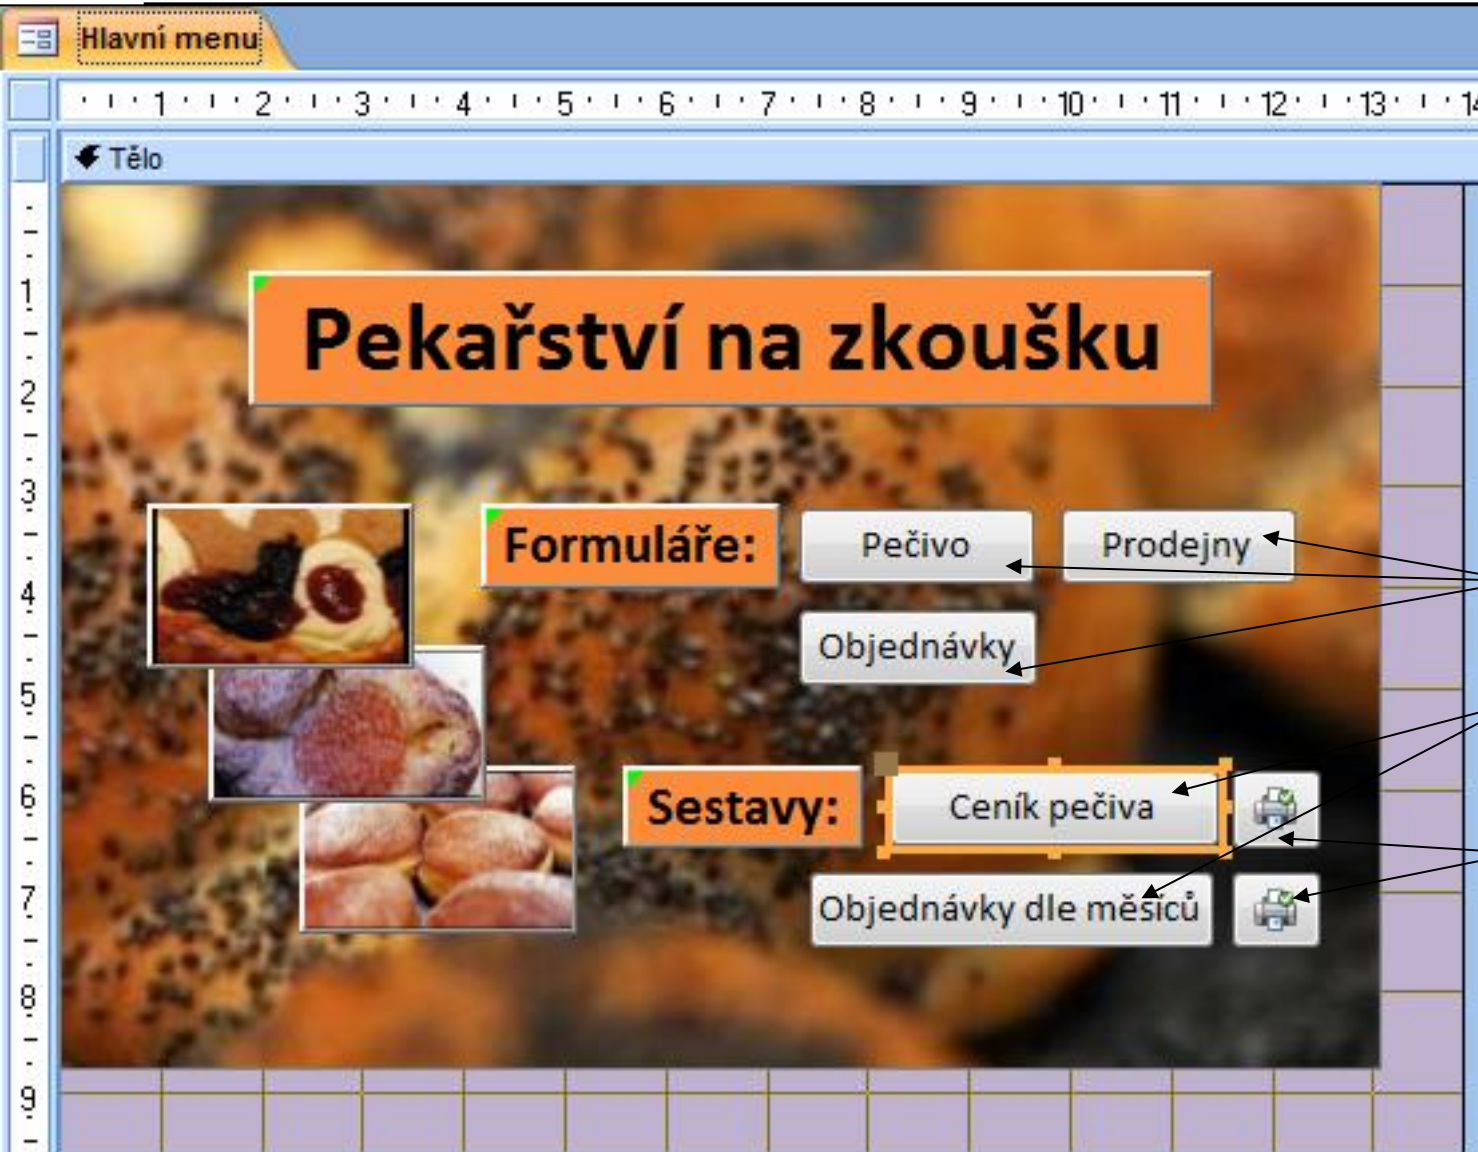 Hlavní menu
1 2 3 4 5 6 7 8 9 10 11 12 13
Tělo
1
Pekařství na zkoušku
2
3
Formuláře: Pečivo Prodejny
4
Objednávky
5
6
Sestavy: Ceník pečiva
7
Objednávky dle měsíců
8
9